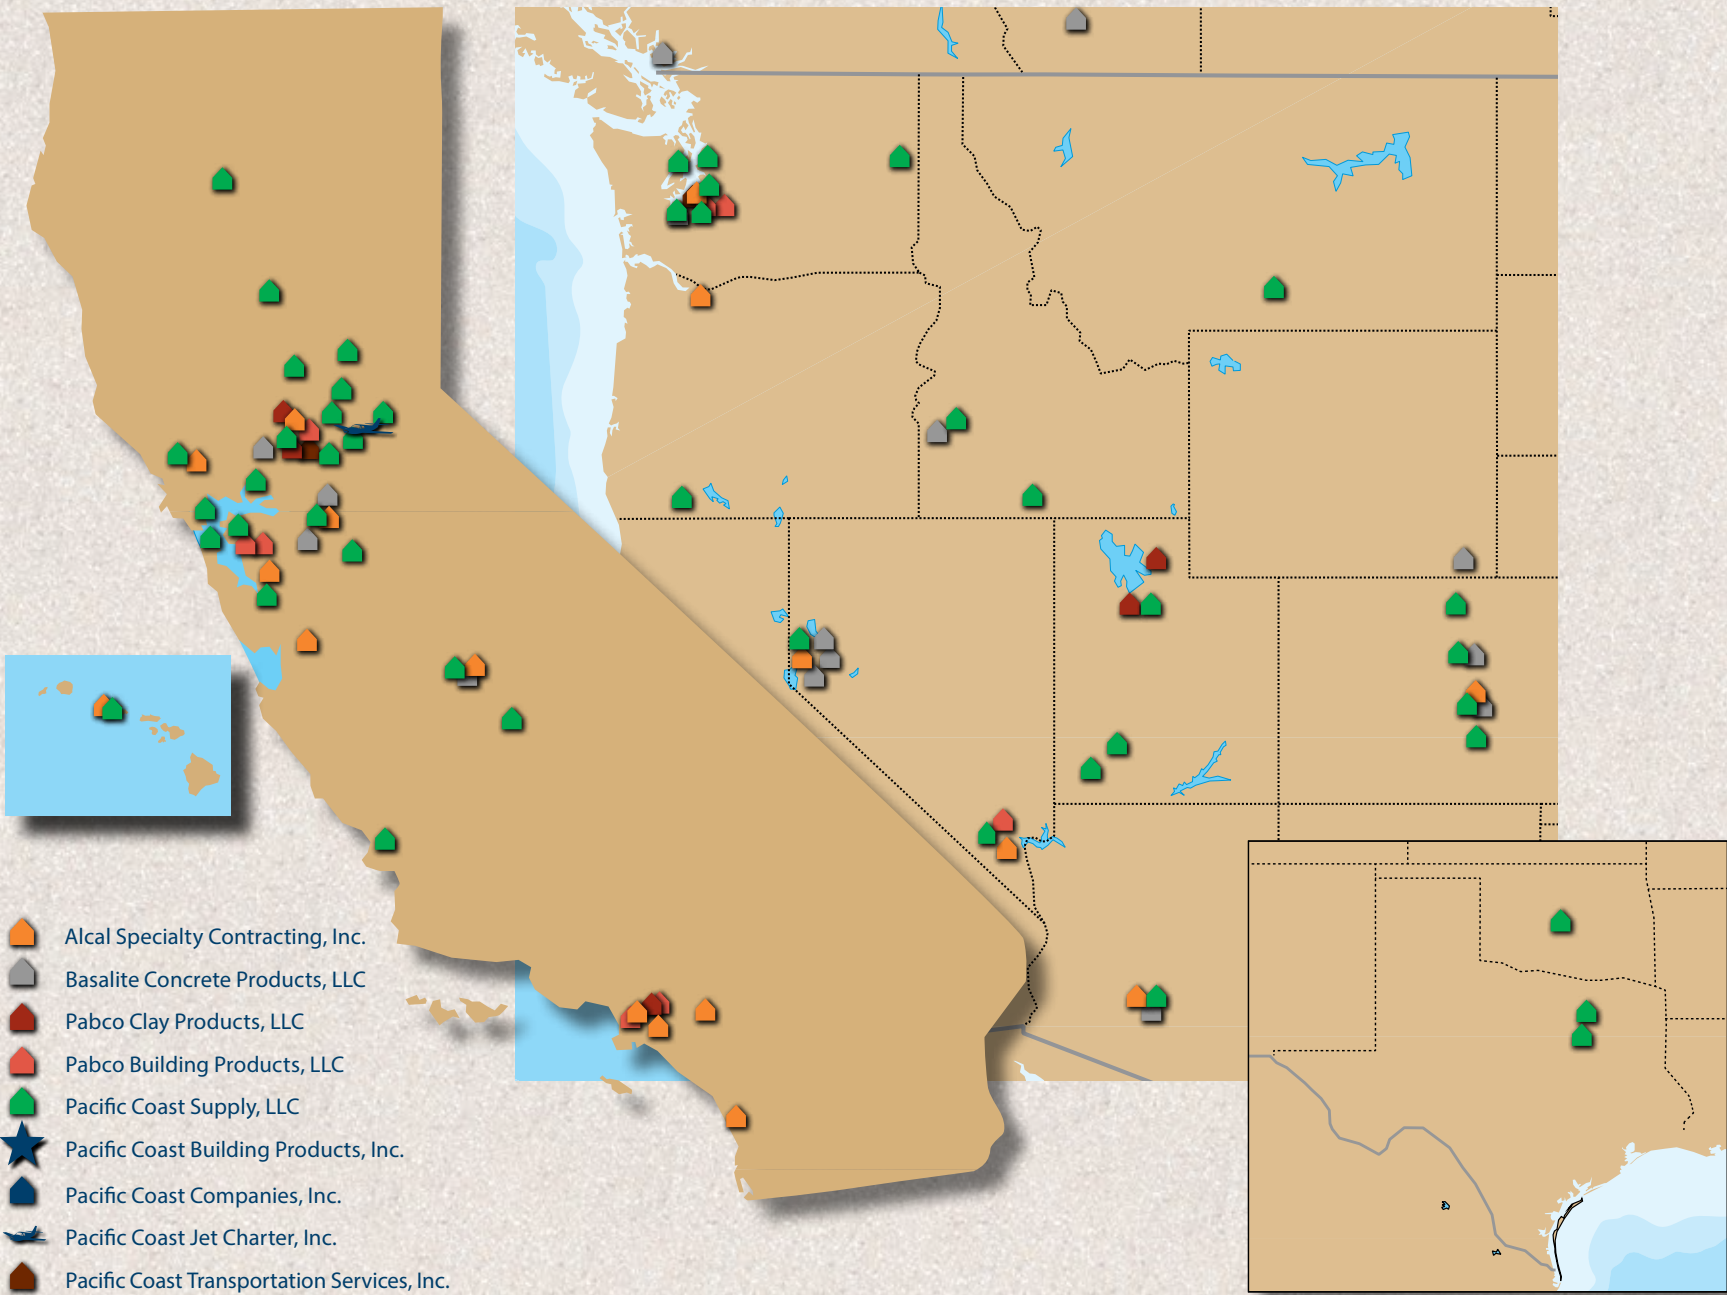 Alcal Specialty Contracting, Inc.
Basalite Concrete Products, LLC
Pabco Clay Products, LLC
Pabco Building Products, LLC
Pacific Coast Supply, LLC
Pacific Coast Building Products, Inc.
Pacific Coast Companies, Inc.
Pacific Coast Jet Charter, Inc.
Pacific Coast Transportation Services, Inc.